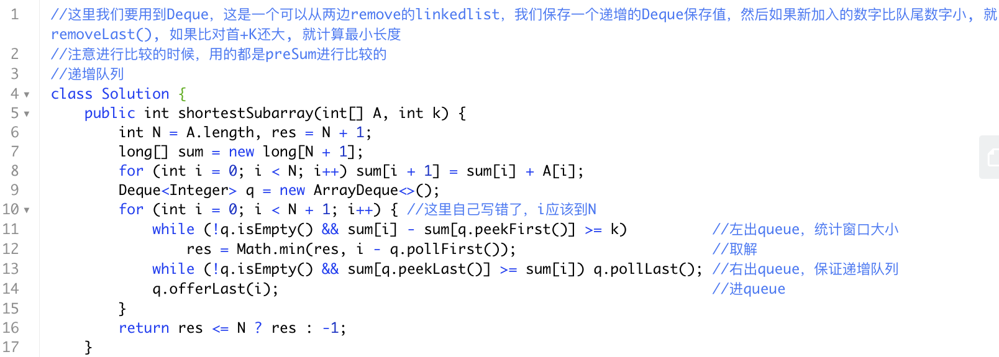 1 //这里我们要用到Deque，这是一个可以从两边remove的linkedlist，我们保存一个递增的Deque保存值，然后如果新加入的数字比队尾数字小, 就
removeLast(), 如果比对首+K还大, 就计算最小长度
2 //注意进行比较的时候，用的都是preSum进行比较的
3 //递增队列
4 ▼ class Solution {
5 ▼ public int shortestSubarray(int[] A, int k) {
6 int N = A.length, res = N + 1;
7 long[] sum = new long[N + 1];
8 for (int i = 0; i < N; i++) sum[i + 1] = sum[i] + A[i];
9 Deque<Integer> q = new ArrayDeque<>();
10 ▼ for (int i = 0; i < N + 1; i++) { //这里自己写错了，i应该到N
11 while (!q.isEmpty() && sum[i] - sum[q.peekFirst()] >= k) //左出queue，统计窗口大小
12 res = Math.min(res, i - q.pollFirst()); //取解
13 while (!q.isEmpty() && sum[q.peekLast()] >= sum[i]) q.pollLast(); //右出queue，保证递增队列
14 q.offerLast(i); //进queue
15 }
16 return res <= N ? res : -1;
17 }